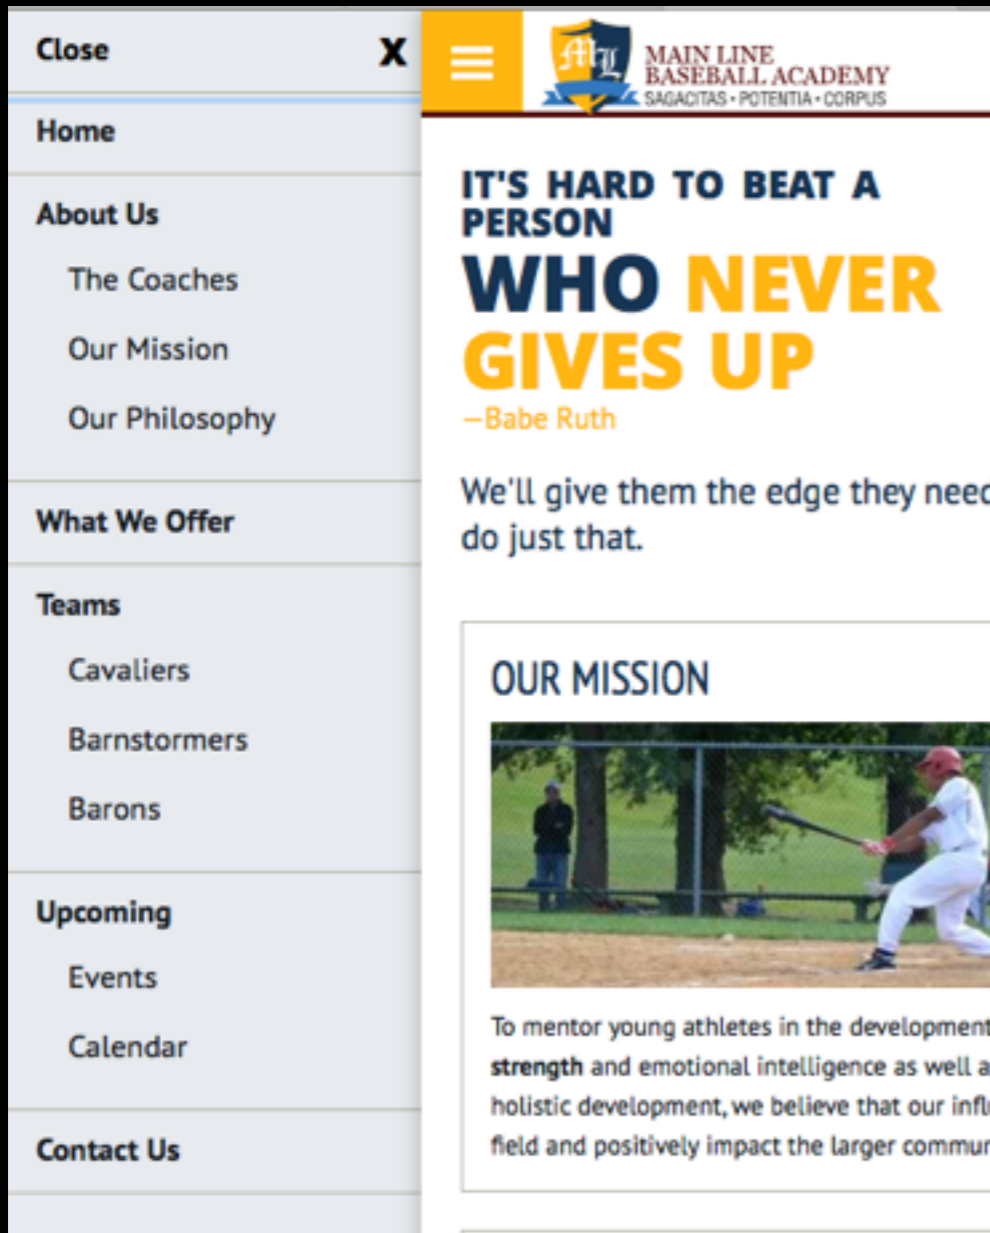 Close X
Home
About Us
The Coaches
Our Mission
Our Philosophy
What We Offer
Teams
Cavaliers
Barnstormers
Barons
Upcoming
Events
Calendar
Contact Us
ML
MAIN LINE
BASEBALL ACADEMY
SAGACITAS • POTENTIA • CORPUS
IT'S HARD TO BEAT A
PERSON
WHO NEVER
GIVES UP
—Babe Ruth
We'll give them the edge they need
do just that.
OUR MISSION
To mentor young athletes in the development
strength and emotional intelligence as well
holistic development, we believe that our
field and positively impact the larger